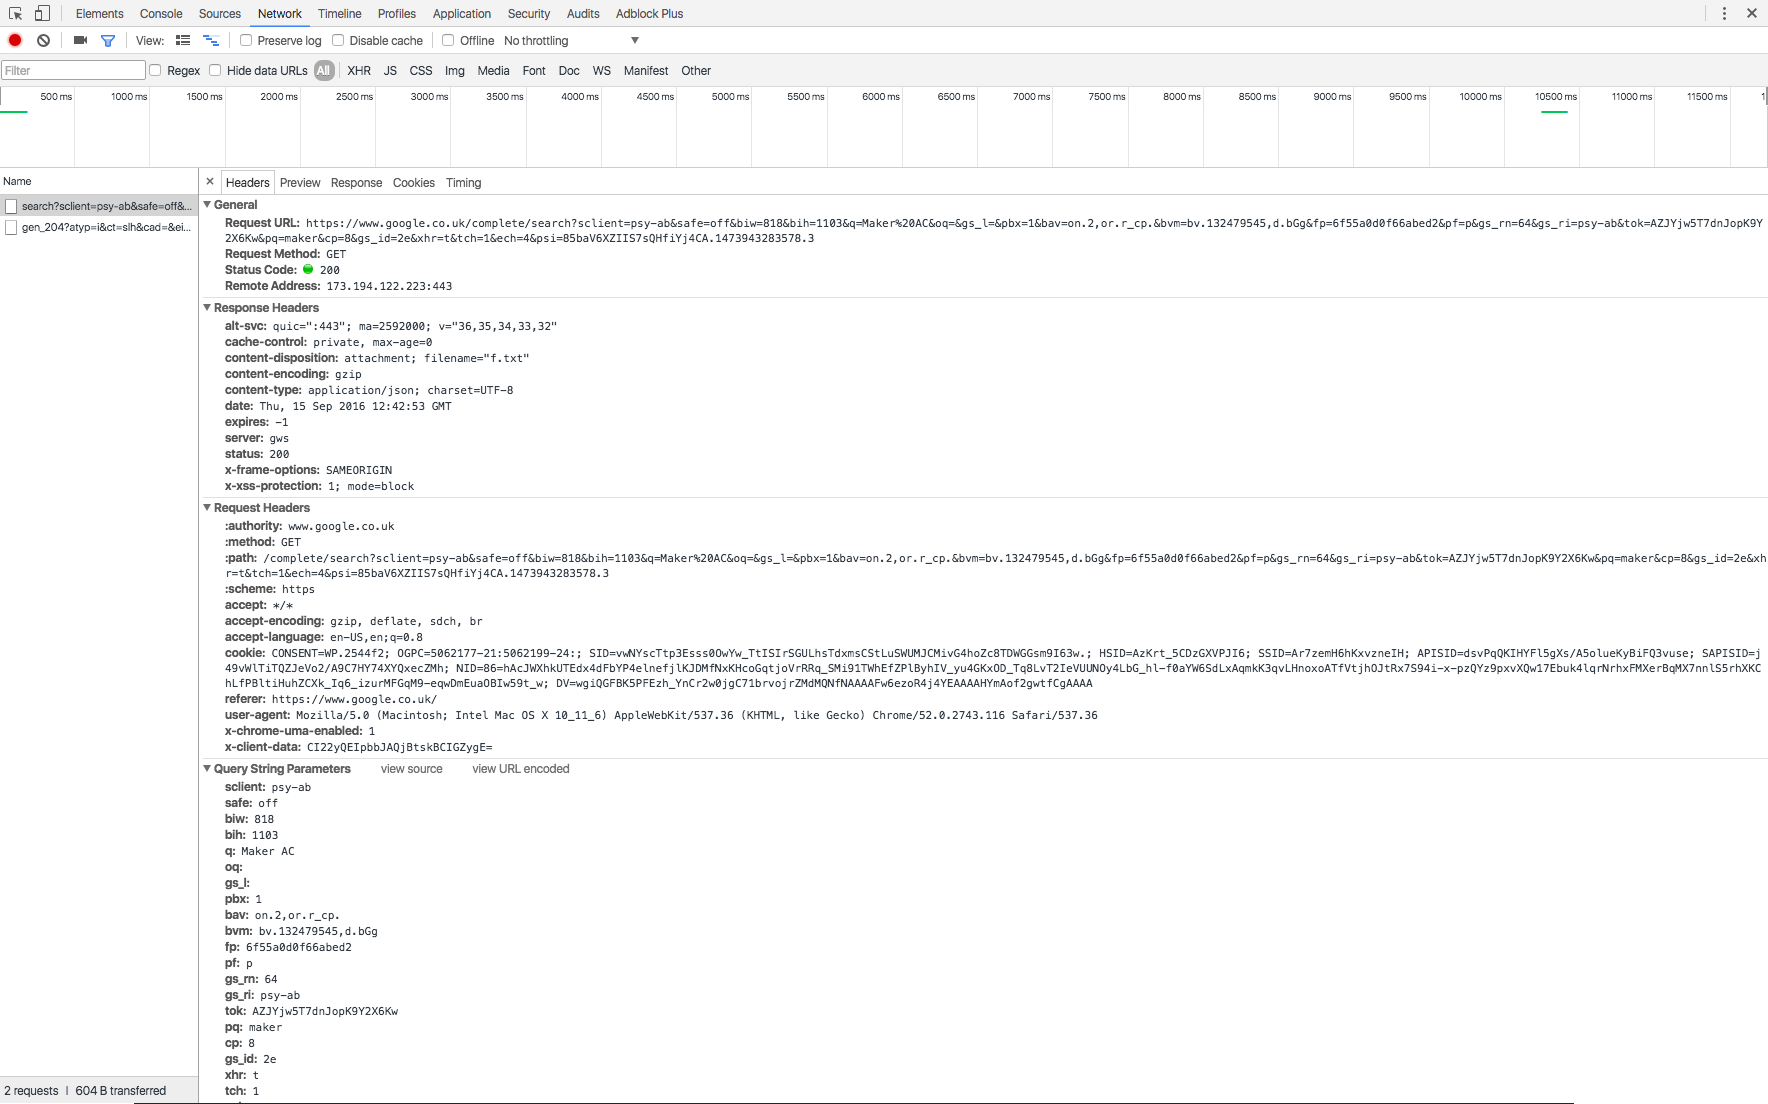 Elements Console Sources Network Timeline Profiles Application Security Audits Adblock Plus
View: Preserve log Disable cache Offline No throttling
Filter Regex Hide data URLs All XHR JS CSS Img Media Font Doc WS Manifest Other
500 ms 1000 ms 1500 ms 2000 ms 2500 ms 3000 ms 3500 ms 4000 ms 4500 ms 5000 ms 5500 ms 6000 ms 6500 ms 7000 ms 7500 ms 8000 ms 8500 ms 9000 ms 9500 ms 10000 ms 10500 ms 11000 ms 11500 ms 1
Name
search?sclient=psy-ab&safe=off&...
gen_204?atyp=i&ct=slh&cad=&ei...
× Headers Preview Response Cookies Timing
General
Request URL: https://www.google.co.uk/complete/search?sclient=psy-ab&safe=off&biw=818&bih=1103&q=Maker%20AC&oq=&gs_l=&pbx=1&bav=on.2,or.r_cp.&bvm=bv.132479545,d.bGg&fp=6f55a0d0f66abed2&pf=p&gs_rn=64&gs_ri=psy-ab&tok=AZJYjw5T7dnJopK9Y
2X6Kw&pq=maker&cp=8&gs_id=2e&xhr=t&tch=1&ech=4&psi=85baV6XZIIS7sQHfiYj4CA.1473943283578.3
Request Method: GET
Status Code: 200
Remote Address: 173.194.122.223:443
Response Headers
alt-svc: quic=":443"; ma=2592000; v="36,35,34,33,32"
cache-control: private, max-age=0
content-disposition: attachment; filename="f.txt"
content-encoding: gzip
content-type: application/json; charset=UTF-8
date: Thu, 15 Sep 2016 12:42:53 GMT
expires: -1
server: gws
status: 200
x-frame-options: SAMEORIGIN
x-xss-protection: 1; mode=block
Request Headers
:authority: www.google.co.uk
:method: GET
:path: /complete/search?sclient=psy-ab&safe=off&biw=818&bih=1103&q=Maker%20AC&oq=&gs_l=&pbx=1&bav=on.2,or.r_cp.&bvm=bv.132479545,d.bGg&fp=6f55a0d0f66abed2&pf=p&gs_rn=64&gs_ri=psy-ab&tok=AZJYjw5T7dnJopK9Y2X6Kw&pq=maker&cp=8&gs_id=2e&xh
r=t&tch=1&ech=4&psi=85baV6XZIIS7sQHfiYj4CA.1473943283578.3
:scheme: https
accept: */*
accept-encoding: gzip, deflate, sdch, br
accept-language: en-US,en;q=0.8
cookie: CONSENT=WP.2544f2; OGPC=5062177-21:5062199-24:; SID=vwNYscTtp3Esss0OwYw_TtISIrSGULhsTdxmsCStLuSWUMJCMivG4hoZc8TDWGGsm9I63w.; HSID=AzKrt_5CDzGXVPJI6; SSID=Ar7zemH6hKxvzneIH; APISID=dsvPqQKIHYFl5gXs/A5olueKyBiFQ3vuse; SAPISID=j
49vWlTiTQZJeVo2/A9C7HY74XYQxecZMh; NID=86=hAcJWXhkUTEdx4dFbYP4elnefjlKJDMfNxKHcoGqtjoVrRRq_SMi91TWhEfZPlByhIV_yu4GKxOD_Tq8LvT2IeVUUNOy4LbG_hl-f0aYW6SdLxAqmkK3qvLHnoxoATfVtjhOJtRx7S94i-x-pzQYz9pxvXQw17Ebuk4lqrNrhxFMXerBqMX7nnlS5rhXKC
hLfPBltiHuhZCXk_Iq6_izurMFGqM9-eqwDmEuaOBIw59t_w; DV=wgiQGFBK5PFEzh_YnCr2w0jgC71brvojrZMdMQNfNAAAAFw6ezoR4j4YEAAAAHYmAof2gwtfCgAAAA
referer: https://www.google.co.uk/
user-agent: Mozilla/5.0 (Macintosh; Intel Mac OS X 10_11_6) AppleWebKit/537.36 (KHTML, like Gecko) Chrome/52.0.2743.116 Safari/537.36
x-chrome-uma-enabled: 1
x-client-data: CI22yQEIpbbJAQjBtskBCIGZygE=
Query String Parameters view source view URL encoded
sclient: psy-ab
safe: off
biw: 818
bih: 1103
q: Maker AC
oq:
gs_l:
pbx: 1
bav: on.2,or.r_cp.
bvm: bv.132479545,d.bGg
fp: 6f55a0d0f66abed2
pf: p
gs_rn: 64
gs_ri: psy-ab
tok: AZJYjw5T7dnJopK9Y2X6Kw
pq: maker
cp: 8
gs_id: 2e
xhr: t
tch: 1
2 requests | 604 B transferred